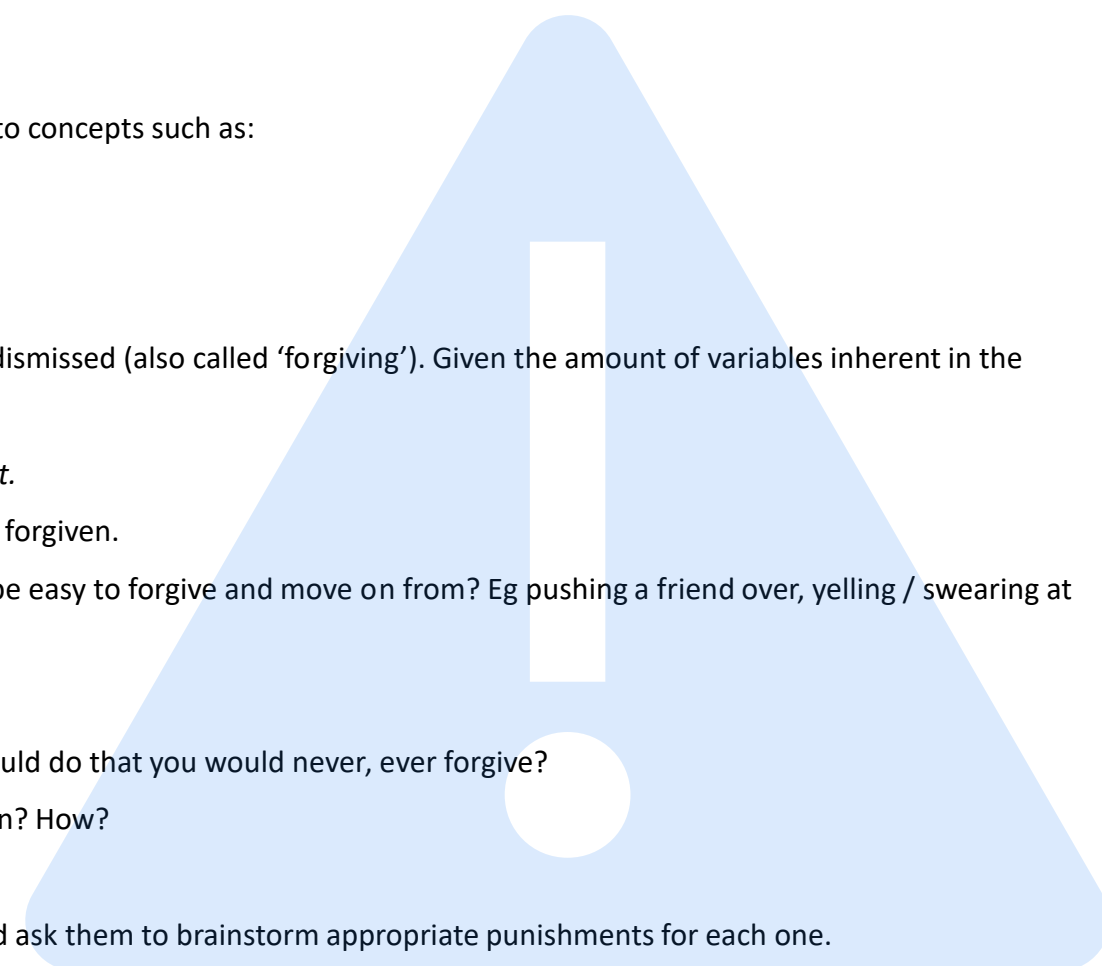 to concepts such as:
dismissed (also called ‘forgiving’). Given the amount of variables inherent in the
t.
forgiven.
be easy to forgive and move on from? Eg pushing a friend over, yelling / swearing at
uld do that you would never, ever forgive?
n? How?
d ask them to brainstorm appropriate punishments for each one.